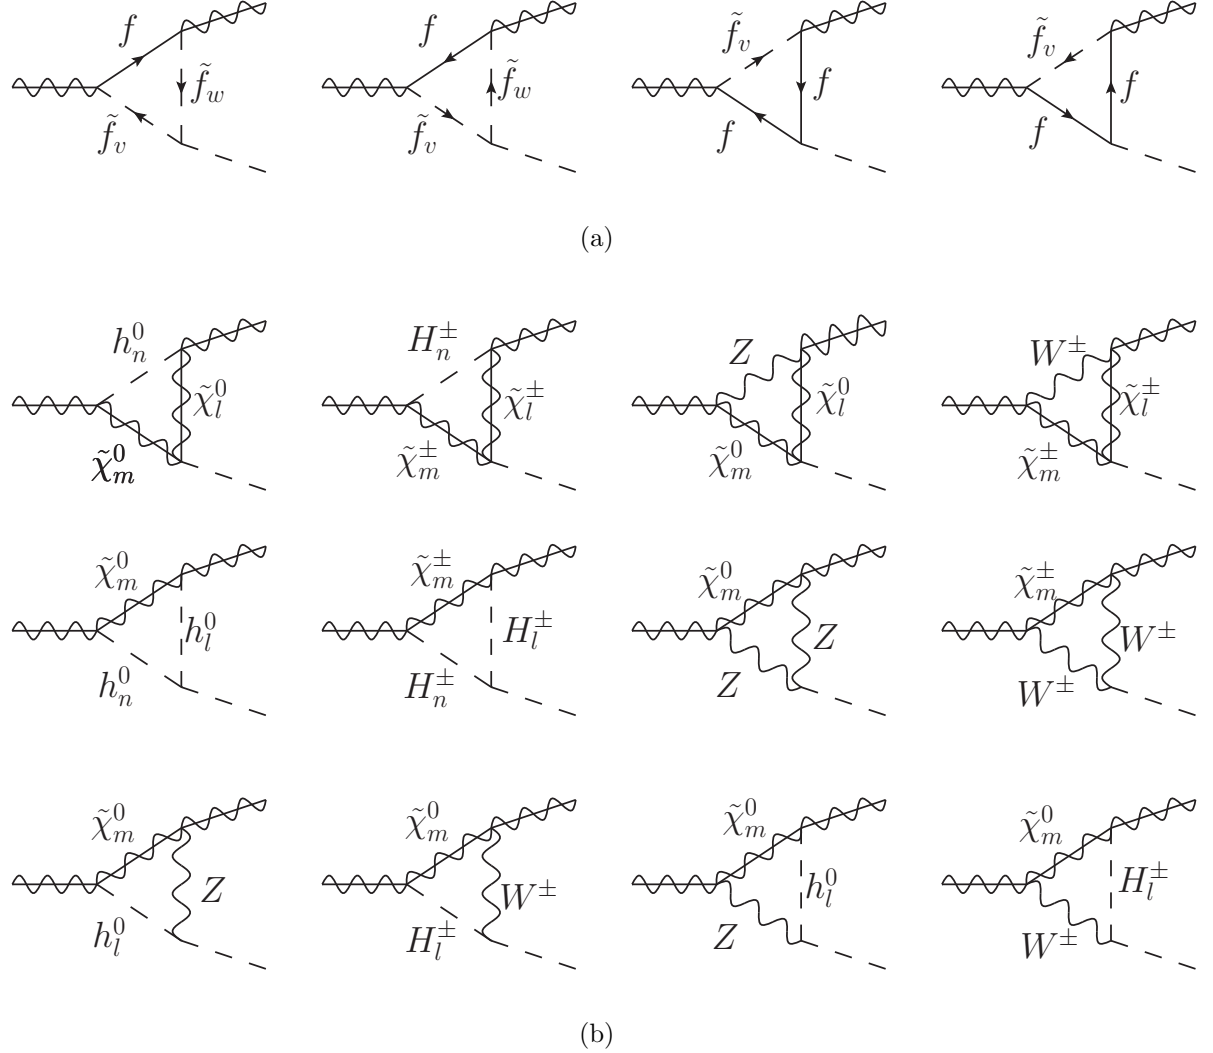 f f f̃_v f̃_v
f̃_w f̃_w f f
f̃_v f̃_v f f
(a)
h_n^0 H_n^± Z W^±
χ̃_l^0 χ̃_l^± χ̃_l^0 χ̃_l^±
χ̃_m^0 χ̃_m^± χ̃_m^0 χ̃_m^±
χ̃_m^0 χ̃_m^± χ̃_m^0 χ̃_m^±
h_l^0 H_l^± Z W^±
h_n^0 H_n^± Z W^±
χ̃_m^0 χ̃_m^0 χ̃_m^0 χ̃_m^0
Z W^± h_l^0 H_l^±
h_l^0 H_l^± Z W^±
(b)